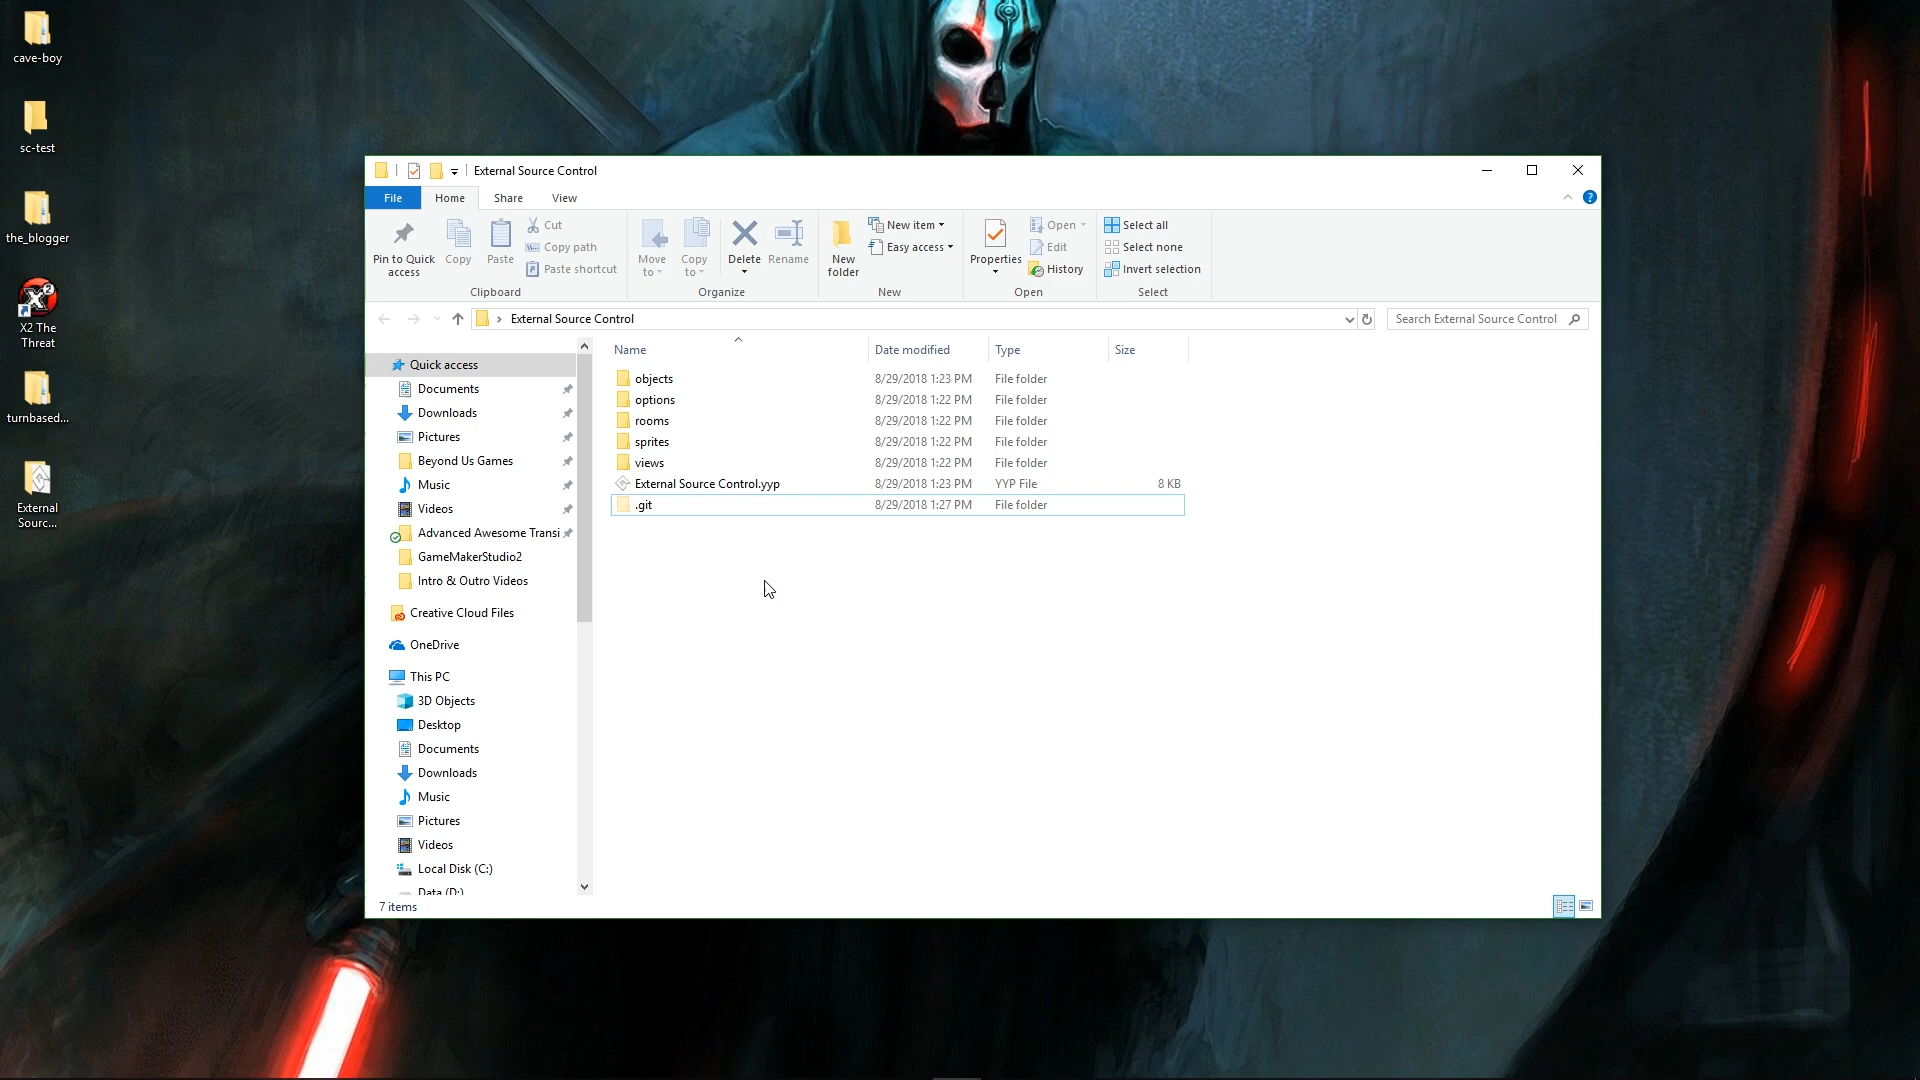 cave-boy
sc-test
the_blogger
X2 The
Threat
turnbased...
External
Sourc...
External Source Control
File Home Share View
Pin to Quick
access
Copy
Paste
Cut
Copy path
Paste shortcut
Clipboard
Move
to
Copy
to
Delete
Rename
Organize
New
folder
New item
Easy access
New
Properties
Open
Edit
History
Open
Select all
Select none
Invert selection
Select
External Source Control
Search External Source Control
Quick access
Documents
Downloads
Pictures
Beyond Us Games
Music
Videos
Advanced Awesome Transi
GameMakerStudio2
Intro & Outro Videos
Creative Cloud Files
OneDrive
This PC
3D Objects
Desktop
Documents
Downloads
Music
Pictures
Videos
Local Disk (C:)
Data (D:)
Name Date modified Type Size
objects 8/29/2018 1:23 PM File folder
options 8/29/2018 1:22 PM File folder
rooms 8/29/2018 1:22 PM File folder
sprites 8/29/2018 1:22 PM File folder
views 8/29/2018 1:22 PM File folder
External Source Control.yyp 8/29/2018 1:23 PM YYP File 8 KB
.git 8/29/2018 1:27 PM File folder
7 items